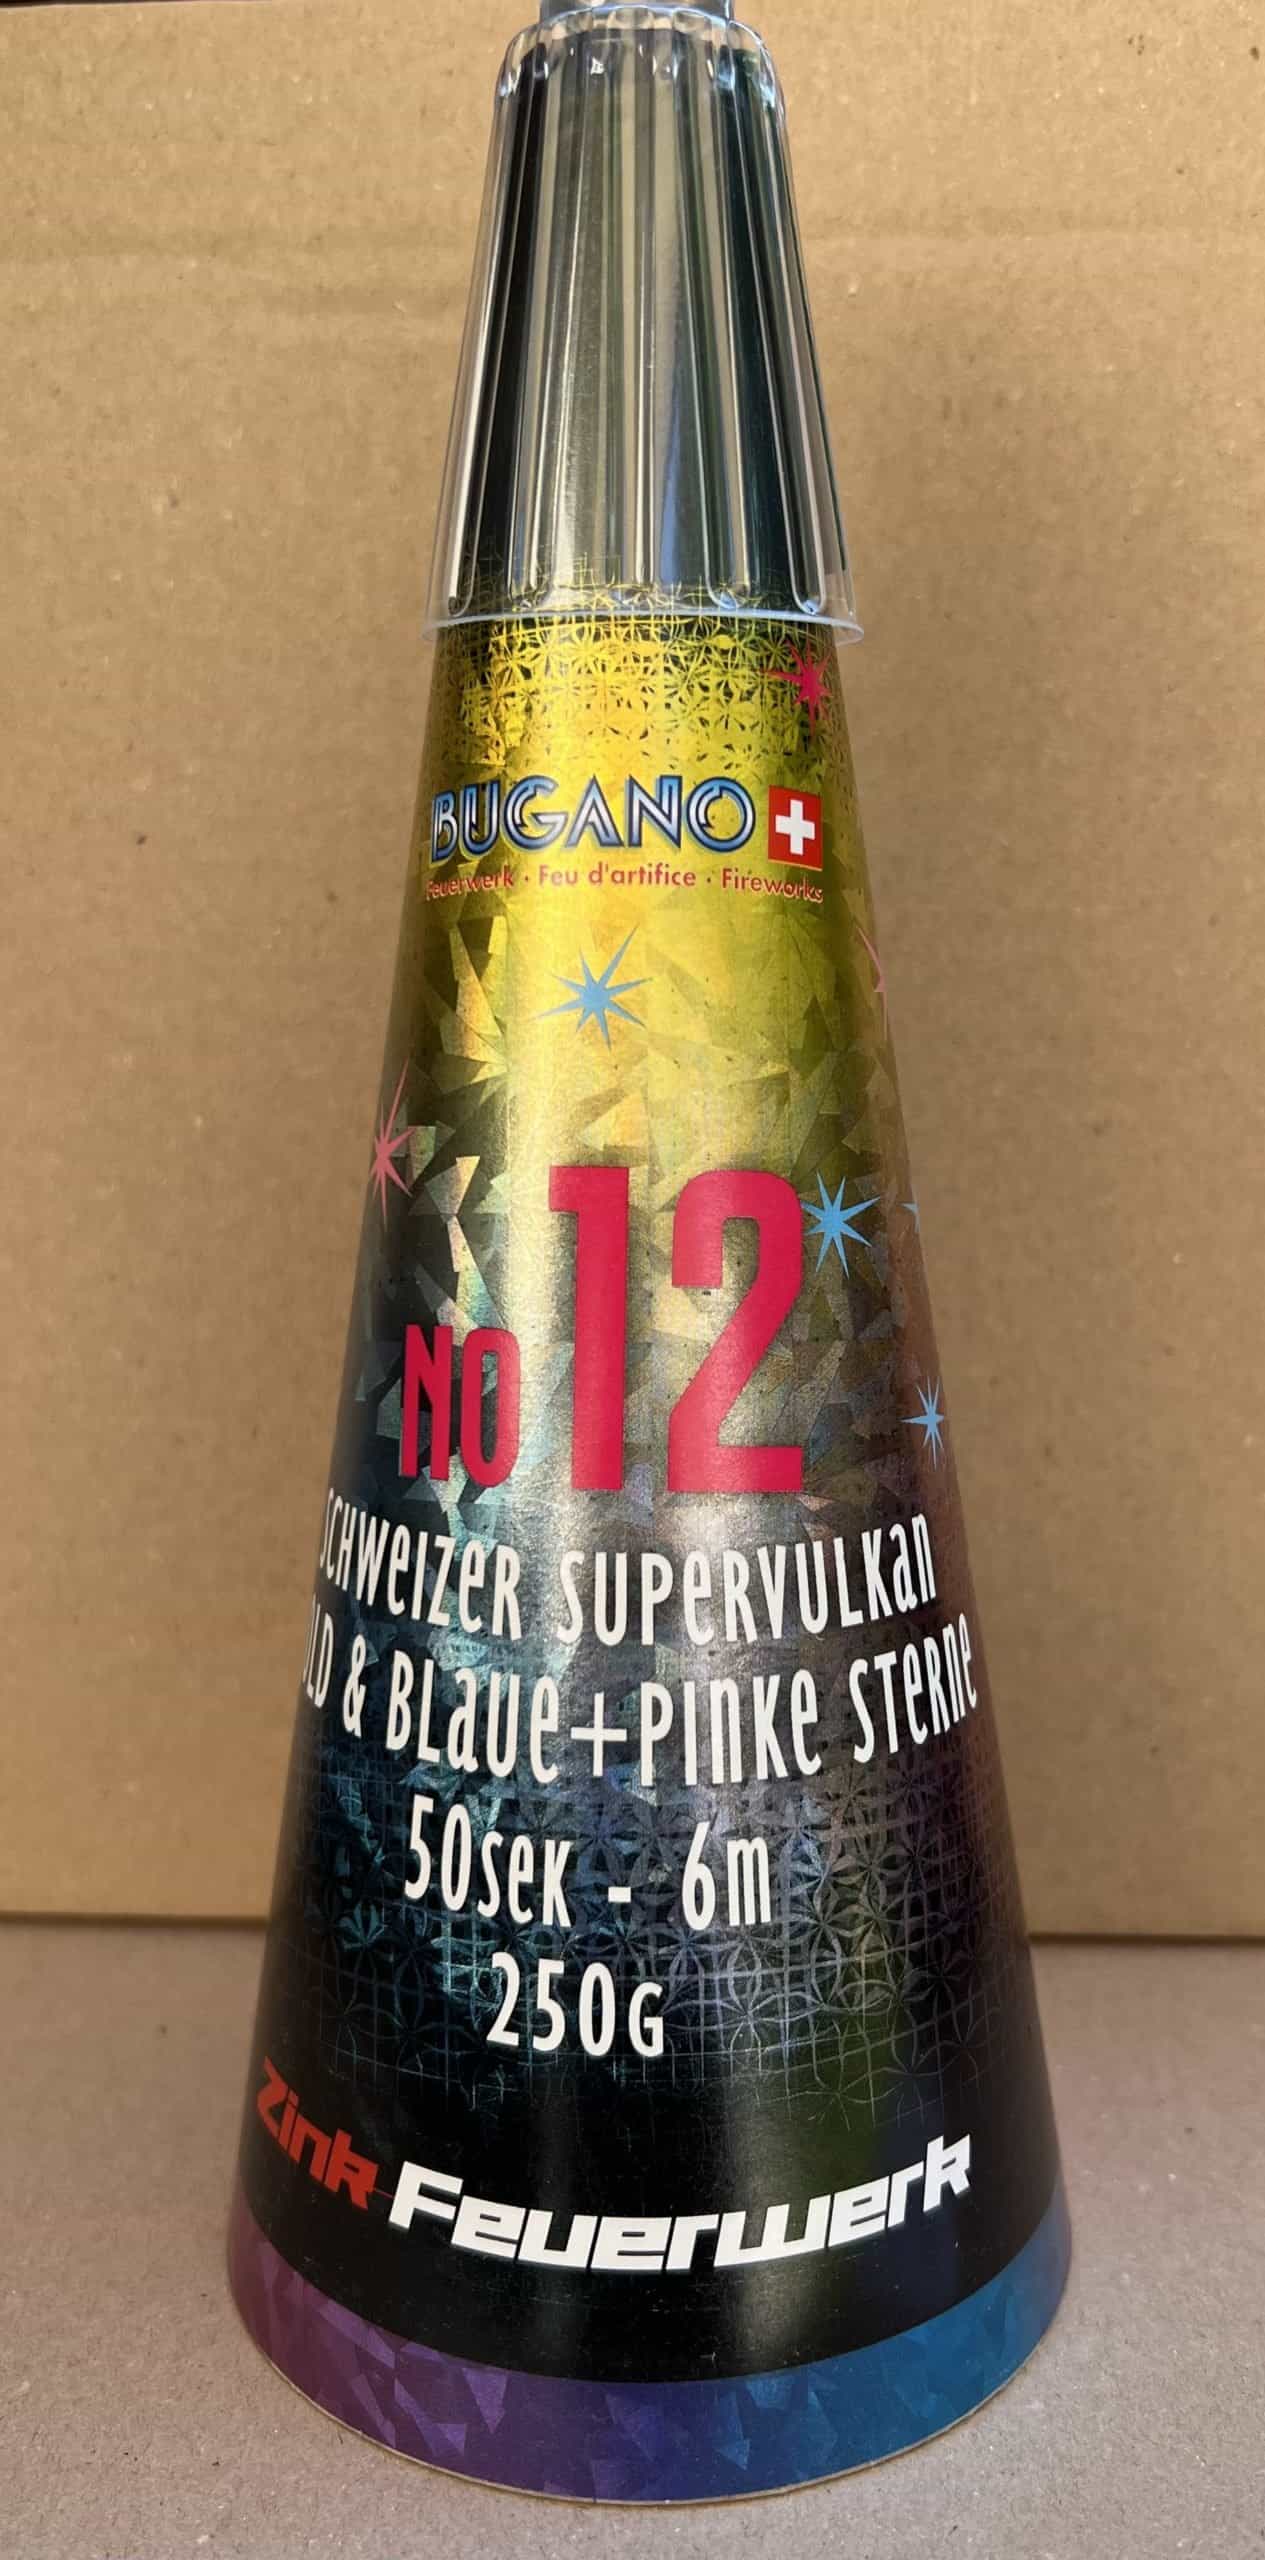 BUGANO
Feuerwerk · Feu d'artifice · Fireworks
NO 12
SCHWEIZER SUPERVULKAN
& BLAUE+PINKE STERNE
50SEK - 6m
250G
Zink Feuerwerk